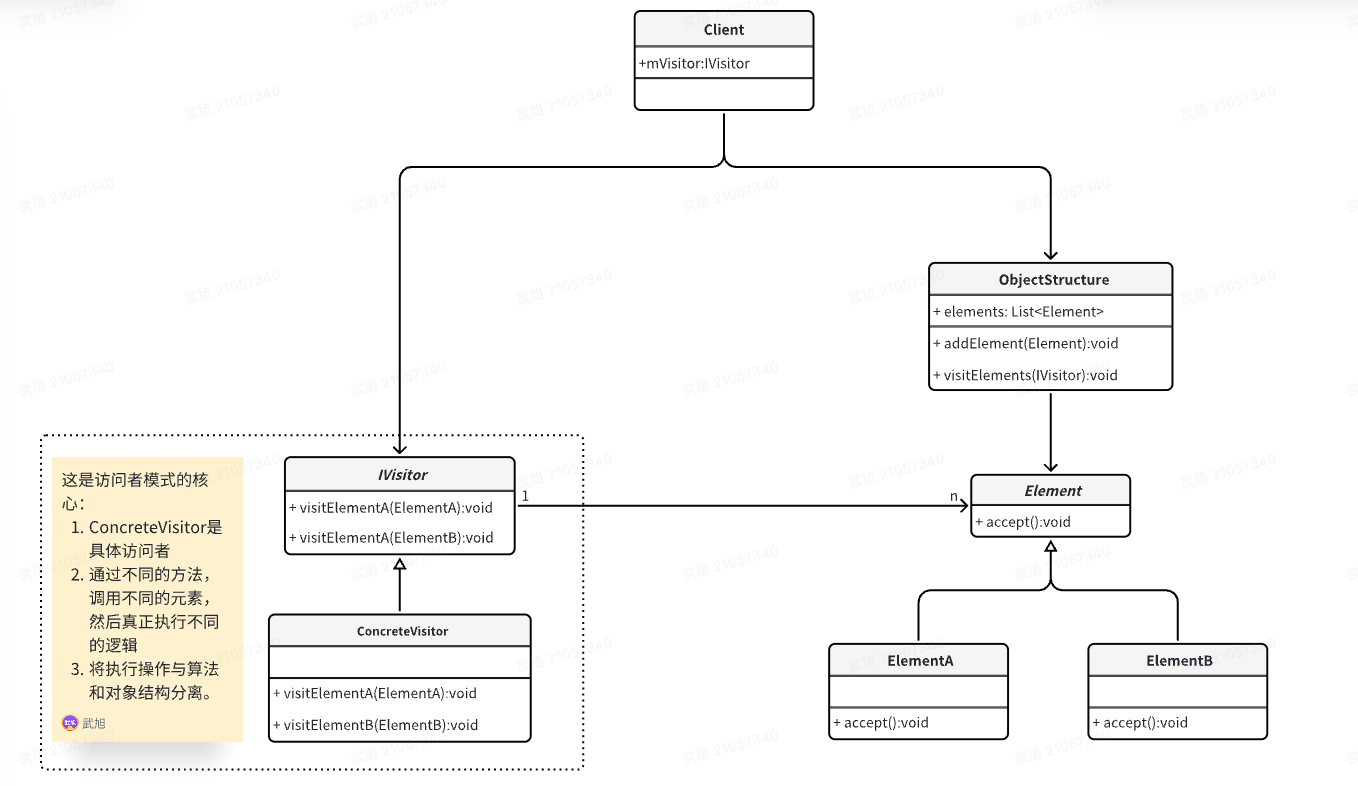 Client
+mVisitor:IVisitor
ObjectStructure
+ elements: List<Element>
+ addElement(Element):void
+ visitElements(IVisitor):void
这是访问者模式的核
心：
1. ConcreteVisitor是
具体访问者
2. 通过不同的方法，
调用不同的元素，
然后真正执行不同
的逻辑
3. 将执行操作与算法
和对象结构分离。
武旭
IVisitor
+ visitElementA(ElementA):void
+ visitElementA(ElementB):void
1
n
Element
+ accept():void
ConcreteVisitor
+ visitElementA(ElementA):void
+ visitElementB(ElementB):void
ElementA
+ accept():void
ElementB
+ accept():void
武旭 21057340